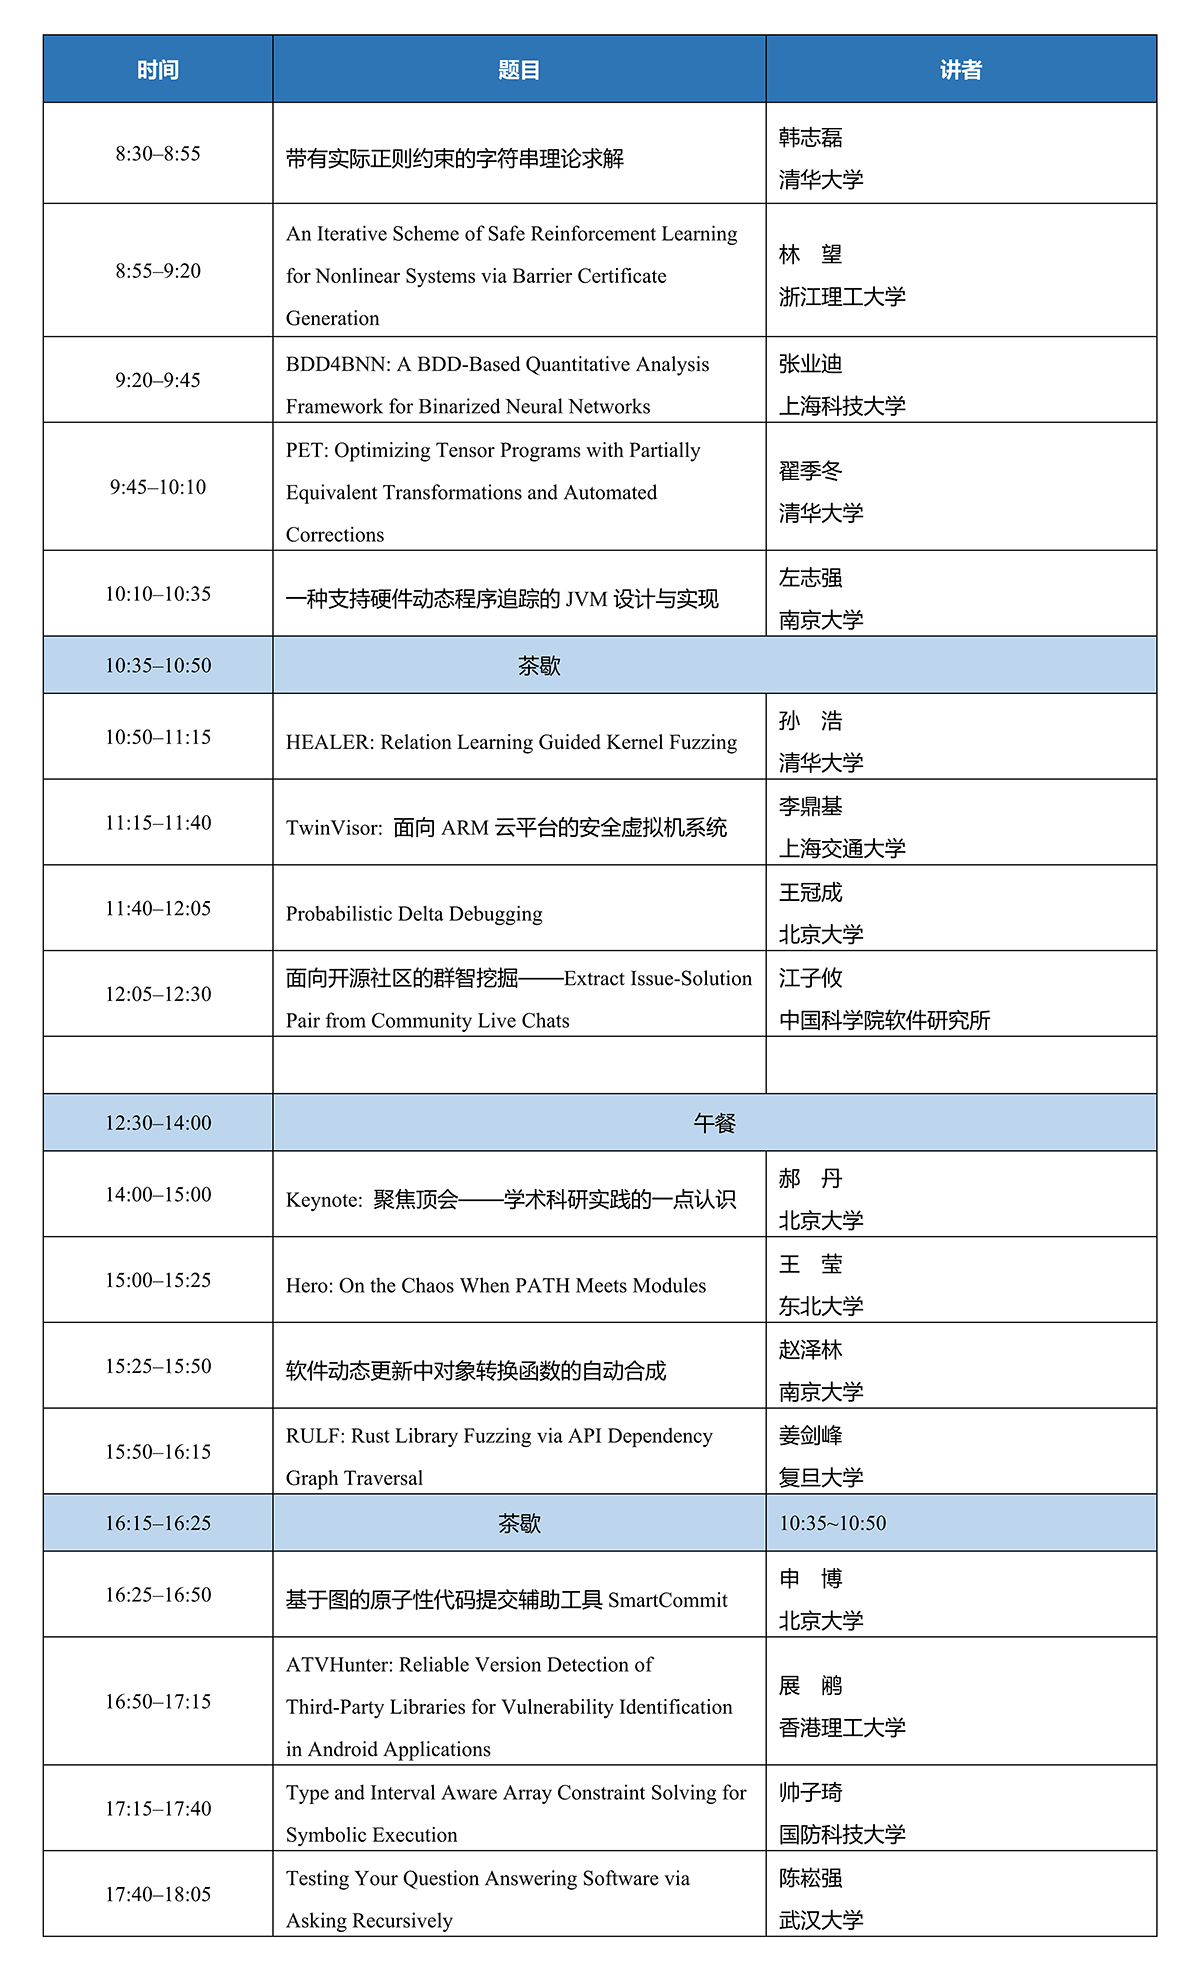 时间 题目 讲者
8:30–8:55
带有实际正则约束的字符串理论求解
韩志磊
清华大学
8:55–9:20
An Iterative Scheme of Safe Reinforcement Learning
for Nonlinear Systems via Barrier Certificate
Generation
林 望
浙江理工大学
9:20–9:45
BDD4BNN: A BDD-Based Quantitative Analysis
Framework for Binarized Neural Networks
张业迪
上海科技大学
9:45–10:10
PET: Optimizing Tensor Programs with Partially
Equivalent Transformations and Automated
Corrections
翟季冬
清华大学
10:10–10:35
一种支持硬件动态程序追踪的 JVM 设计与实现
左志强
南京大学
10:35–10:50
茶歇
10:50–11:15
HEALER: Relation Learning Guided Kernel Fuzzing
孙 浩
清华大学
11:15–11:40
TwinVisor: 面向 ARM 云平台的安全虚拟机系统
李鼎基
上海交通大学
11:40–12:05
Probabilistic Delta Debugging
王冠成
北京大学
12:05–12:30
面向开源社区的群智挖掘——Extract Issue-Solution
Pair from Community Live Chats
江子攸
中国科学院软件研究所
12:30–14:00
午餐
14:00–15:00
Keynote: 聚焦顶会——学术科研实践的一点认识
郝 丹
北京大学
15:00–15:25
Hero: On the Chaos When PATH Meets Modules
王 莹
东北大学
15:25–15:50
软件动态更新中对象转换函数的自动合成
赵泽林
南京大学
15:50–16:15
RULF: Rust Library Fuzzing via API Dependency
Graph Traversal
姜剑峰
复旦大学
16:15–16:25
茶歇
10:35~10:50
16:25–16:50
基于图的原子性代码提交辅助工具 SmartCommit
申 博
北京大学
16:50–17:15
ATVHunter: Reliable Version Detection of
Third-Party Libraries for Vulnerability Identification
in Android Applications
展 鹇
香港理工大学
17:15–17:40
Type and Interval Aware Array Constraint Solving for
Symbolic Execution
帅子琦
国防科技大学
17:40–18:05
Testing Your Question Answering Software via
Asking Recursively
陈崧强
武汉大学